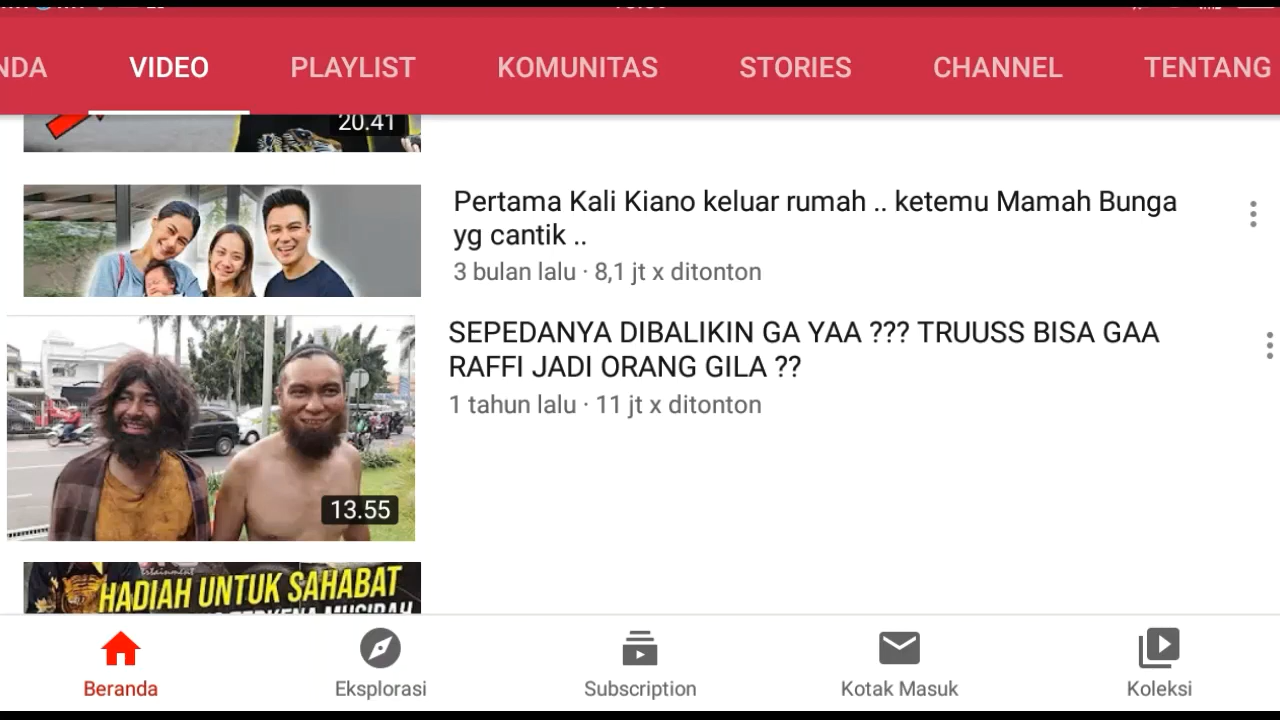 NDA VIDEO PLAYLIST KOMUNITAS STORIES CHANNEL TENTANG
20.41
Pertama Kali Kiano keluar rumah .. ketemu Mamah Bunga
yg cantik ..
3 bulan lalu · 8,1 jt x ditonton
SEPEDANYA DIBALIKIN GA YAA ??? TRUUSS BISA GAA
RAFFI JADI ORANG GILA ??
1 tahun lalu · 11 jt x ditonton
13.55
HADIAH UNTUK SAHABAT
Beranda Eksplorasi Subscription Kotak Masuk Koleksi